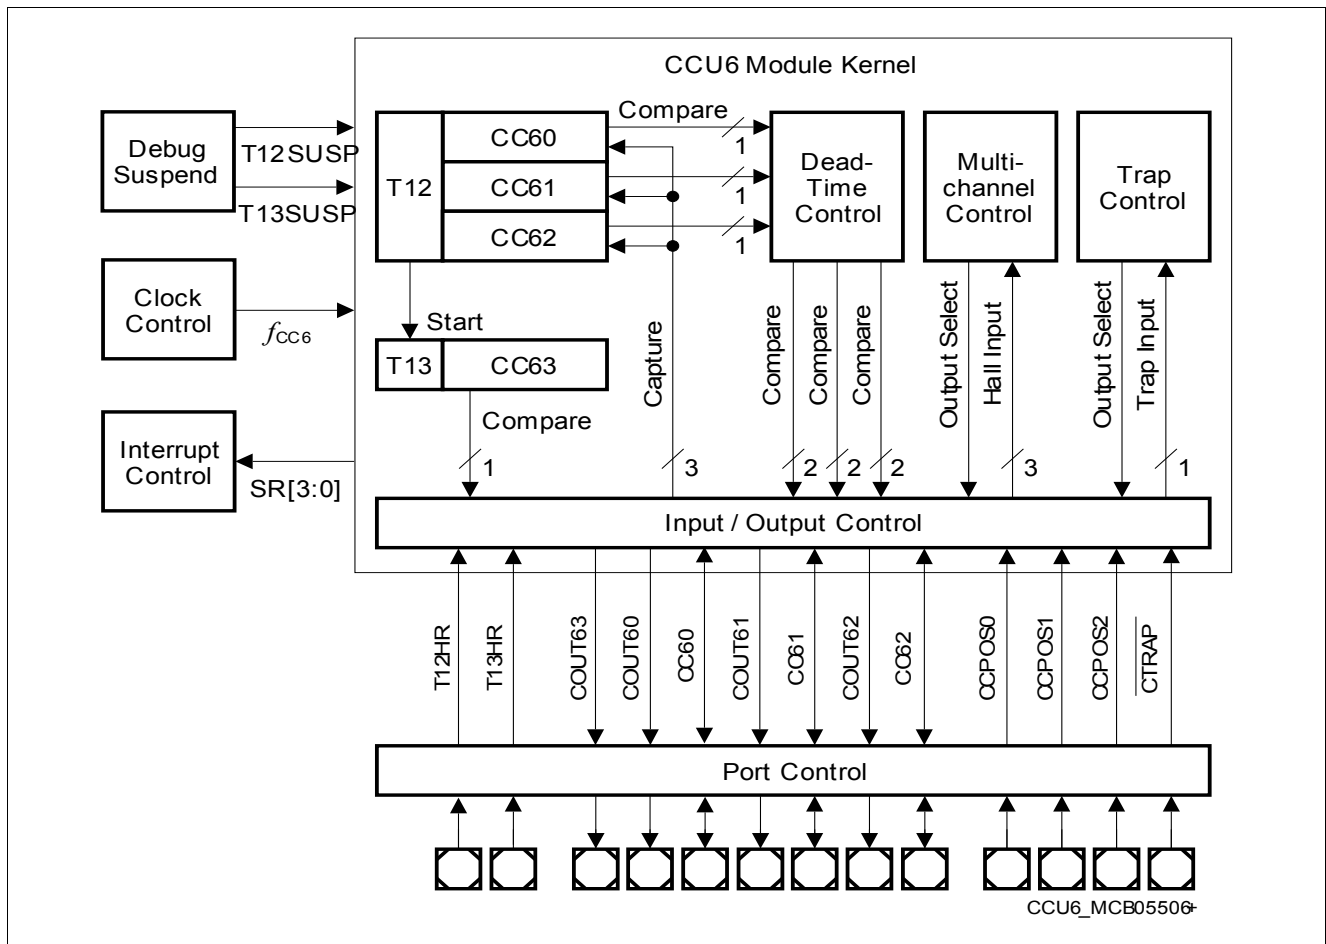 CCU6 Module Kernel
Debug
Suspend
T12SUSP
T13SUSP
Clock
Control
fCC6
Interrupt
Control
SR[3:0]
T12
CC60
CC61
CC62
Compare
1
1
1
Dead-
Time
Control
Multi-
channel
Control
Trap
Control
Start
T13
CC63
Compare
1
Capture
3
Compare
Compare
Compare
2
2
2
Output Select
Hall Input
3
Output Select
Trap Input
1
Input / Output Control
T12HR
T13HR
COUT63
COUT60
CC60
COUT61
CC61
COUT62
CC62
CCPOS0
CCPOS1
CCPOS2
CTRAP
Port Control
CCU6_MCB05506+